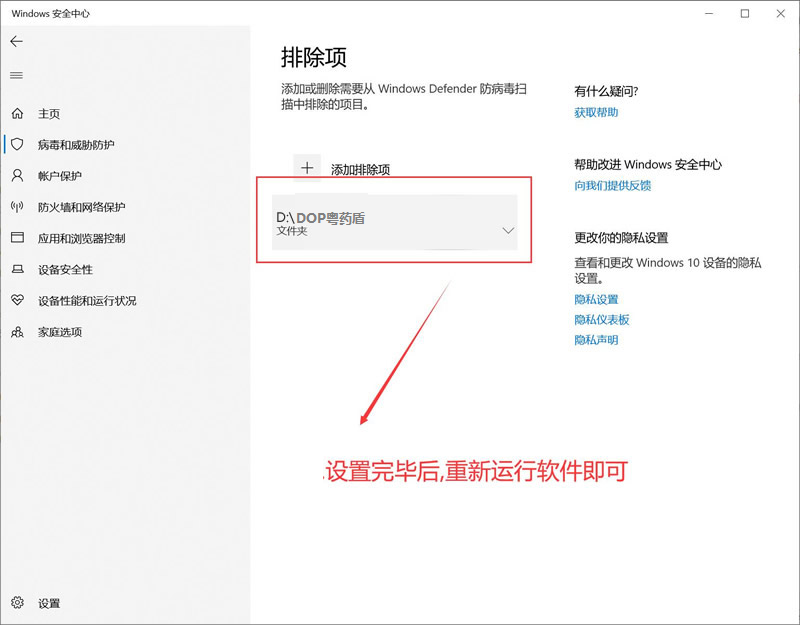 Windows 安全中心
主页
病毒和威胁防护
帐户保护
防火墙和网络保护
应用和浏览器控制
设备安全性
设备性能和运行状况
家庭选项
设置
排除项
添加或删除需要从 Windows Defender 防病毒扫
描中排除的项目。
添加排除项
D:\DOP粤药盾
文件夹
.设置完毕后,重新运行软件即可
有什么疑问?
获取帮助
帮助改进 Windows 安全中心
向我们提供反馈
更改你的隐私设置
查看和更改 Windows 10 设备的隐私
设置。
隐私设置
隐私仪表板
隐私声明